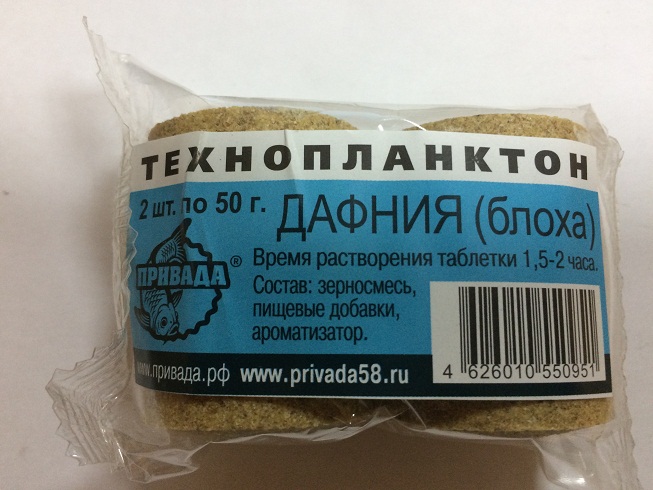 ТЕХНОПЛАНКТОН
2 шт. по 50 г.
ДАФНИЯ (блоха)
ПРИВАДА ®
Время растворения таблетки 1,5-2 часа.
Состав: зерносмесь,
пищевые добавки,
ароматизатор.
www.привада.рф www.privada58.ru
4 626010 550951